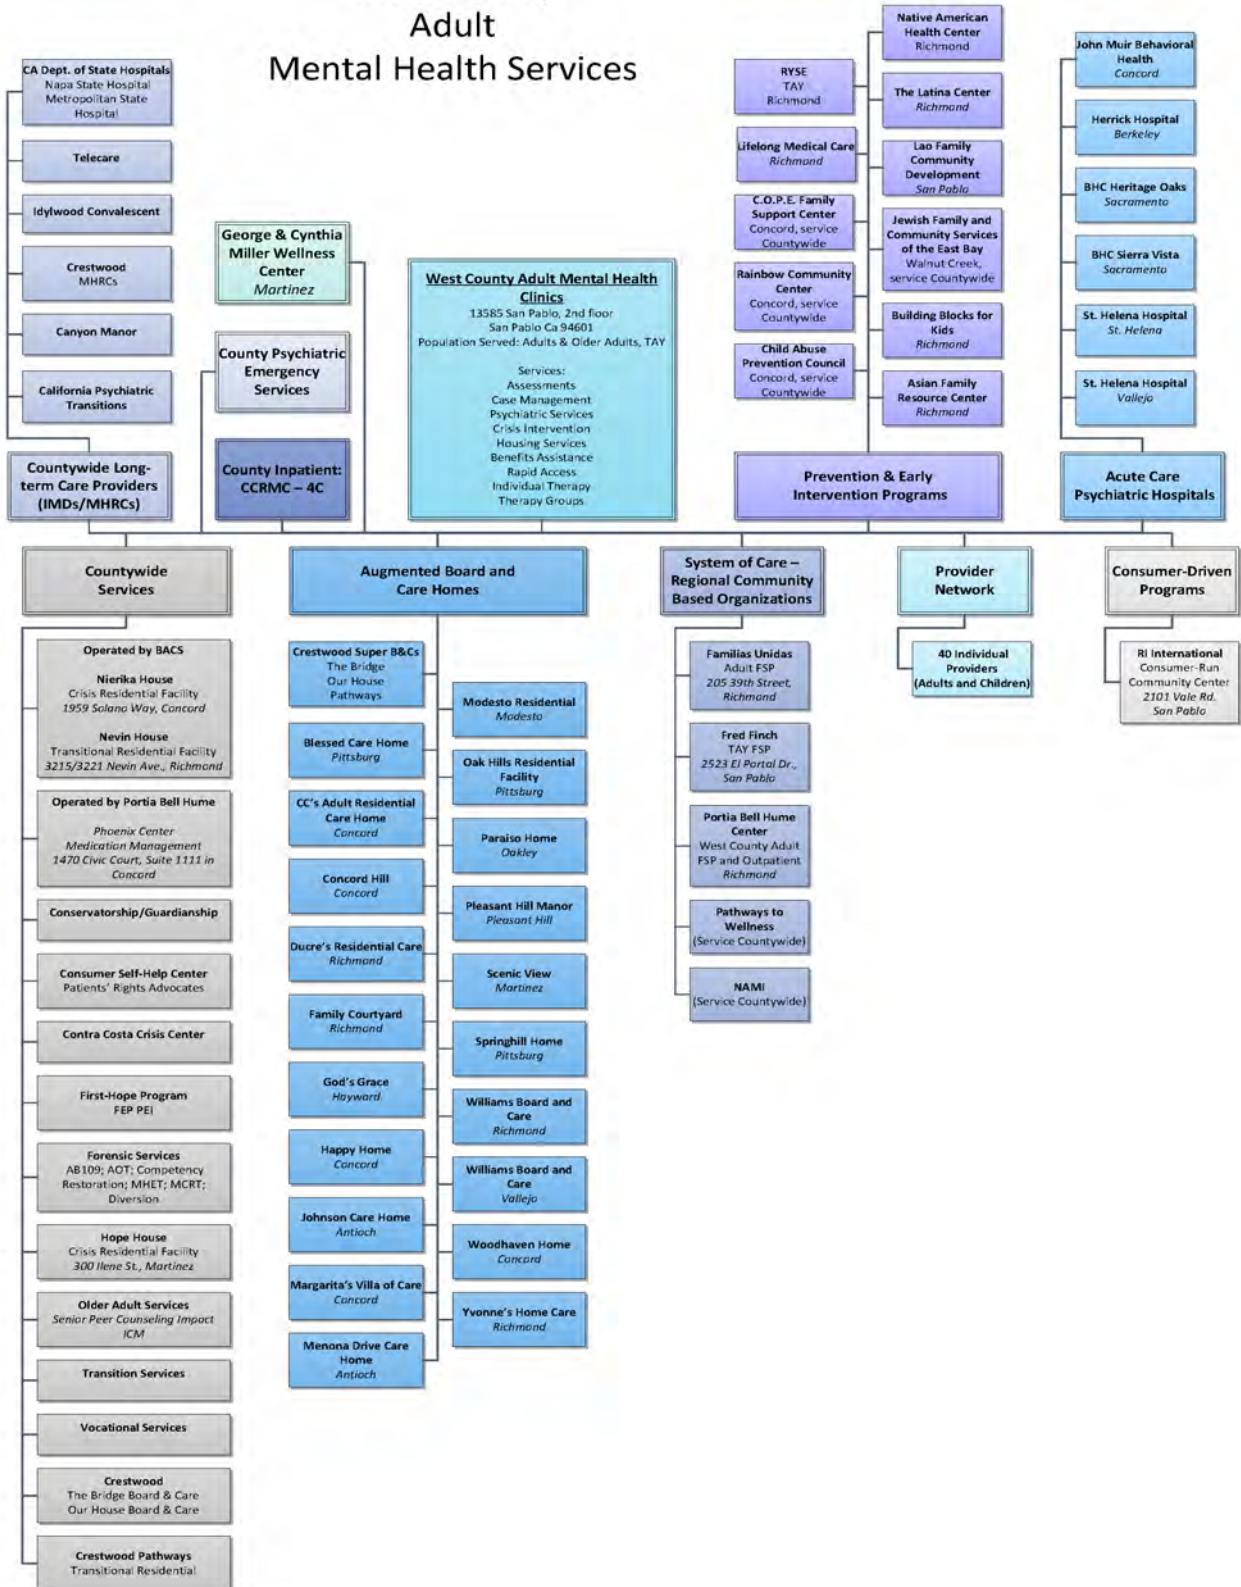 Adult
Mental Health Services
CA Dept. of State Hospitals
Napa State Hospital
Metropolitan State
Hospital
Telecare
Idylwood Convalescent
Crestwood
MHRCs
Canyon Manor
California Psychiatric
Transitions
Countywide Long-
term Care Providers
(IMDs/MHRCs)
George & Cynthia
Miller Wellness
Center
Martinez
County Psychiatric
Emergency
Services
County Inpatient:
CCRMC – 4C
West County Adult Mental Health
Clinics
13585 San Pablo, 2nd floor
San Pablo Ca 94601
Population Served: Adults & Older Adults, TAY
Services:
Assessments
Case Management
Psychiatric Services
Crisis Intervention
Housing Services
Benefits Assistance
Rapid Access
Individual Therapy
Therapy Groups
RYSE
TAY
Richmond
Lifelong Medical Care
Richmond
C.O.P.E. Family
Support Center
Concord, service
Countywide
Rainbow Community
Center
Concord, service
Countywide
Child Abuse
Prevention Council
Concord, service
Countywide
Native American
Health Center
Richmond
The Latina Center
Richmond
Lao Family
Community
Development
San Pablo
Jewish Family and
Community Services
of the East Bay
Walnut Creek,
service Countywide
Building Blocks for
Kids
Richmond
Asian Family
Resource Center
Richmond
Prevention & Early
Intervention Programs
John Muir Behavioral
Health
Concord
Herrick Hospital
Berkeley
BHC Heritage Oaks
Sacramento
BHC Sierra Vista
Sacramento
St. Helena Hospital
St. Helena
St. Helena Hospital
Vallejo
Acute Care
Psychiatric Hospitals
Countywide
Services
Operated by BACS
Nierika House
Crisis Residential Facility
1959 Solano Way, Concord
Nevin House
Transitional Residential Facility
3215/3221 Nevin Ave., Richmond
Operated by Portia Bell Hume
Phoenix Center
Medication Management
1470 Civic Court, Suite 1111 in
Concord
Conservatorship/Guardianship
Consumer Self-Help Center
Patients' Rights Advocates
Contra Costa Crisis Center
First-Hope Program
FEP PEI
Forensic Services
AB109; AOT; Competency
Restoration; MHET; MCRT;
Diversion
Hope House
Crisis Residential Facility
300 Ilene St., Martinez
Older Adult Services
Senior Peer Counseling Impact
ICM
Transition Services
Vocational Services
Crestwood
The Bridge Board & Care
Our House Board & Care
Crestwood Pathways
Transitional Residential
Augmented Board and
Care Homes
Crestwood Super B&Cs
The Bridge
Our House
Pathways
Blessed Care Home
Pittsburg
CC's Adult Residential
Care Home
Concord
Concord Hill
Concord
Ducre's Residential Care
Richmond
Family Courtyard
Richmond
God's Grace
Hayward
Happy Home
Concord
Johnson Care Home
Antioch
Margarita's Villa of Care
Concord
Menona Drive Care
Home
Antioch
Modesto Residential
Modesto
Oak Hills Residential
Facility
Pittsburg
Paraiso Home
Oakley
Pleasant Hill Manor
Pleasant Hill
Scenic View
Martinez
Springhill Home
Pittsburg
Williams Board and
Care
Richmond
Williams Board and
Care
Vallejo
Woodhaven Home
Concord
Yvonne's Home Care
Richmond
System of Care –
Regional Community
Based Organizations
Familias Unidas
Adult FSP
205 39th Street,
Richmond
Fred Finch
TAY FSP
2523 El Portal Dr.,
San Pablo
Portia Bell Hume
Center
West County Adult
FSP and Outpatient
Richmond
Pathways to
Wellness
(Service Countywide)
NAMI
(Service Countywide)
Provider
Network
40 Individual
Providers
(Adults and Children)
Consumer-Driven
Programs
RI International
Consumer-Run
Community Center
2101 Vale Rd.
San Pablo